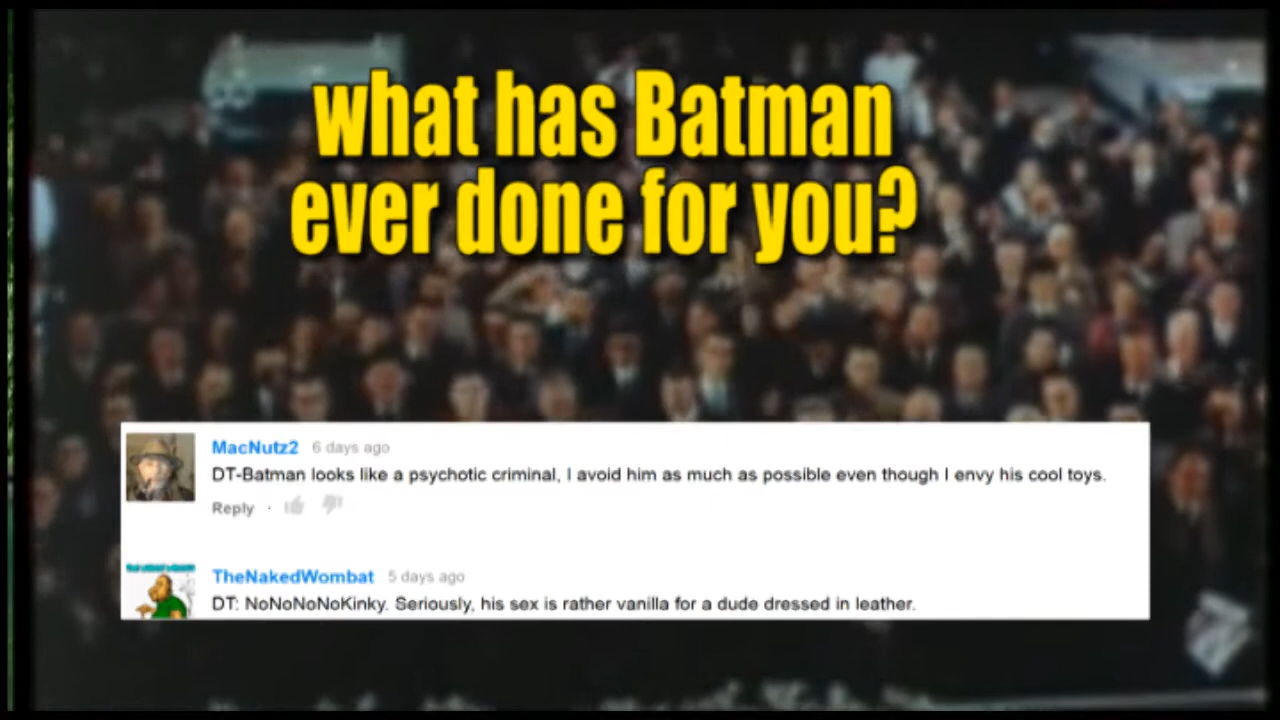 what has Batman
ever done for you?
MacNutz2 6 days ago
DT-Batman looks like a psychotic criminal, I avoid him as much as possible even though I envy his cool toys.
Reply ·
TheNakedWombat 5 days ago
DT: NoNoNoNoKinky. Seriously, his sex is rather vanilla for a dude dressed in leather.